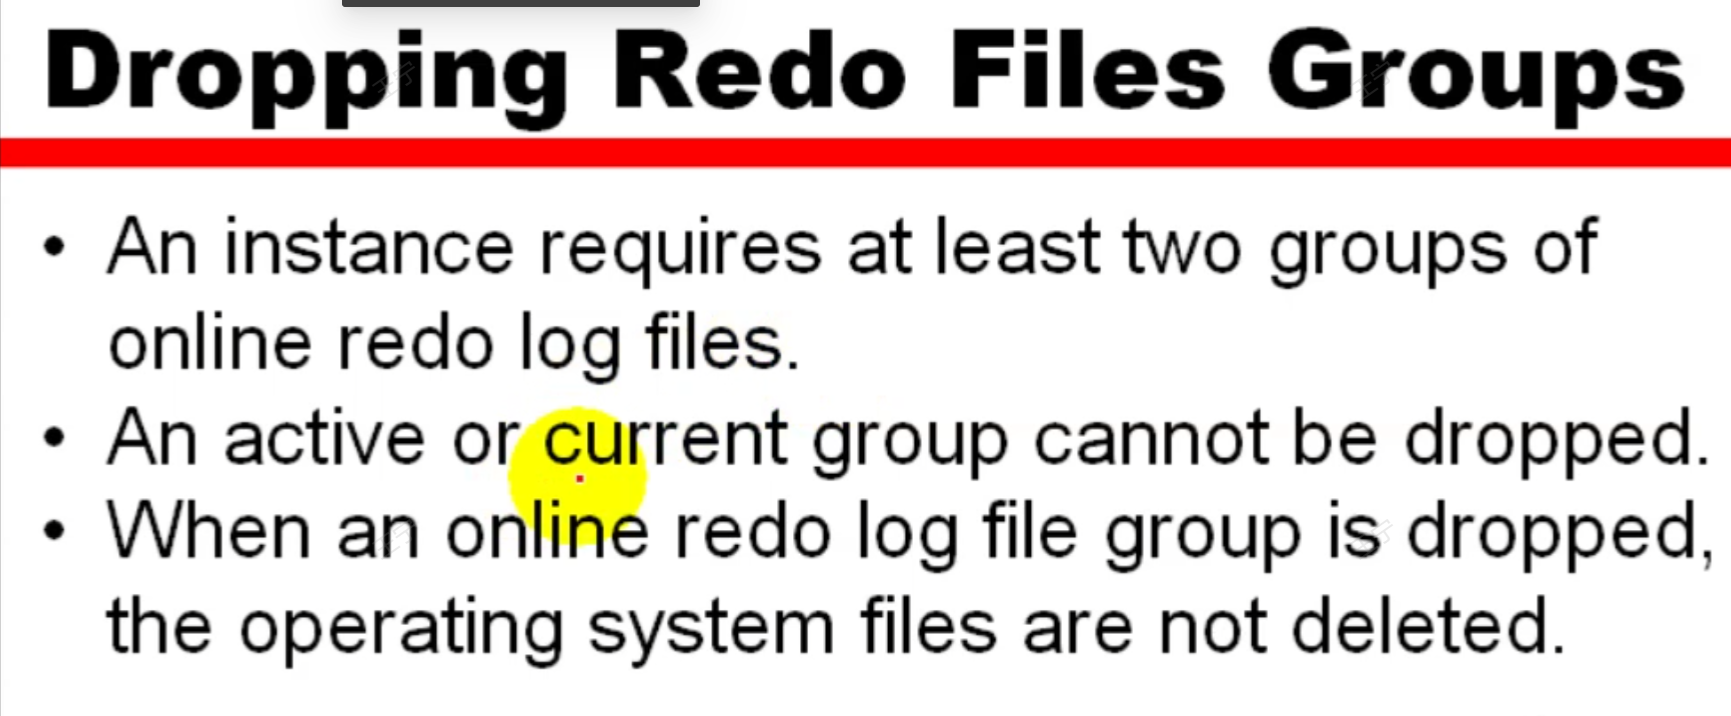 Dropping Redo Files Groups
• An instance requires at least two groups of
online redo log files.
• An active or current group cannot be dropped.
• When an online redo log file group is dropped,
the operating system files are not deleted.